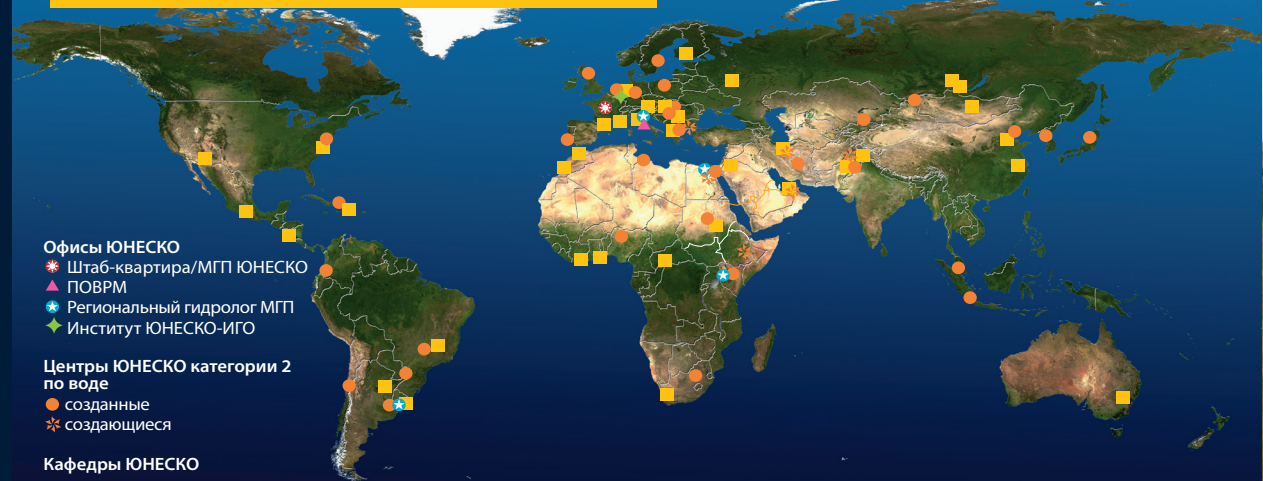 Офисы ЮНЕСКО
Штаб-квартира/МГП ЮНЕСКО
ПОВРМ
Региональный гидролог МГП
Институт ЮНЕСКО-ИГО
Центры ЮНЕСКО категории 2
по воде
созданные
создающиеся
Кафедры ЮНЕСКО